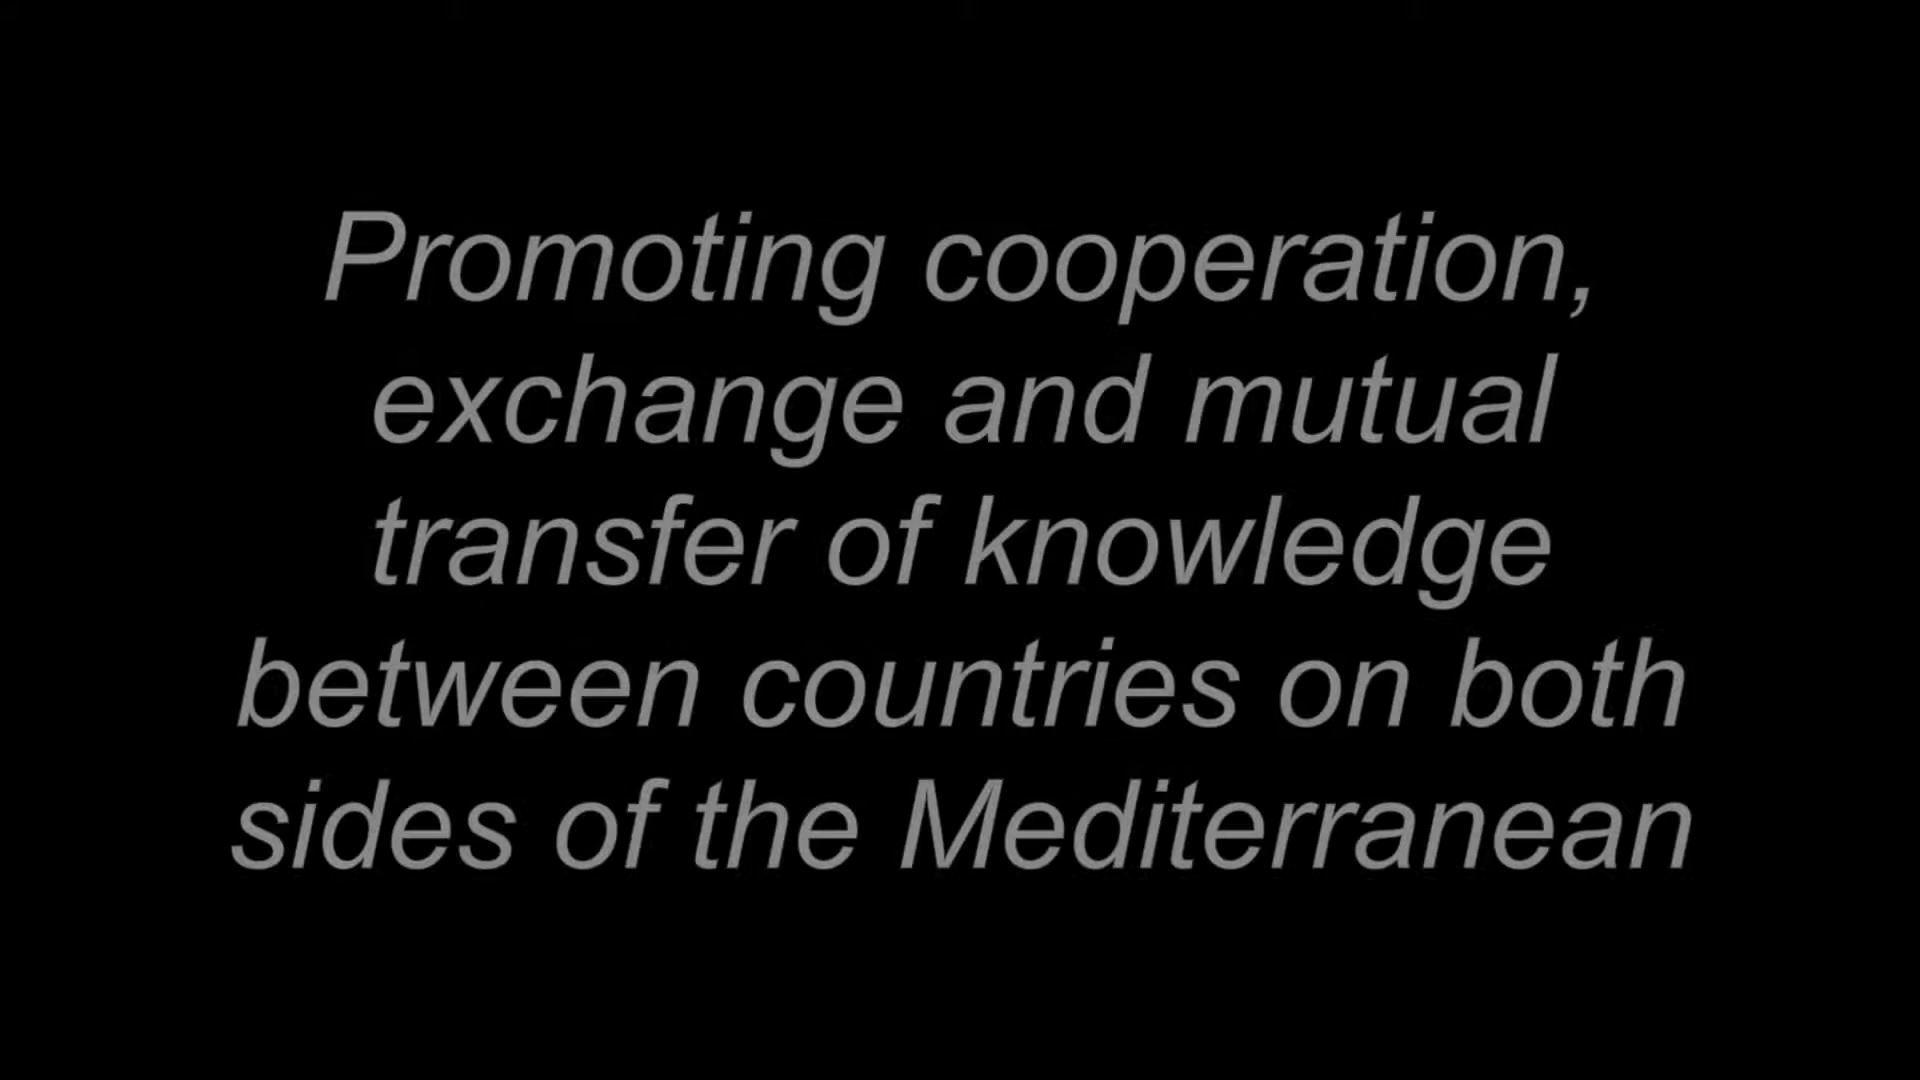 Promoting cooperation,
exchange and mutual
transfer of knowledge
between countries on both
sides of the Mediterranean